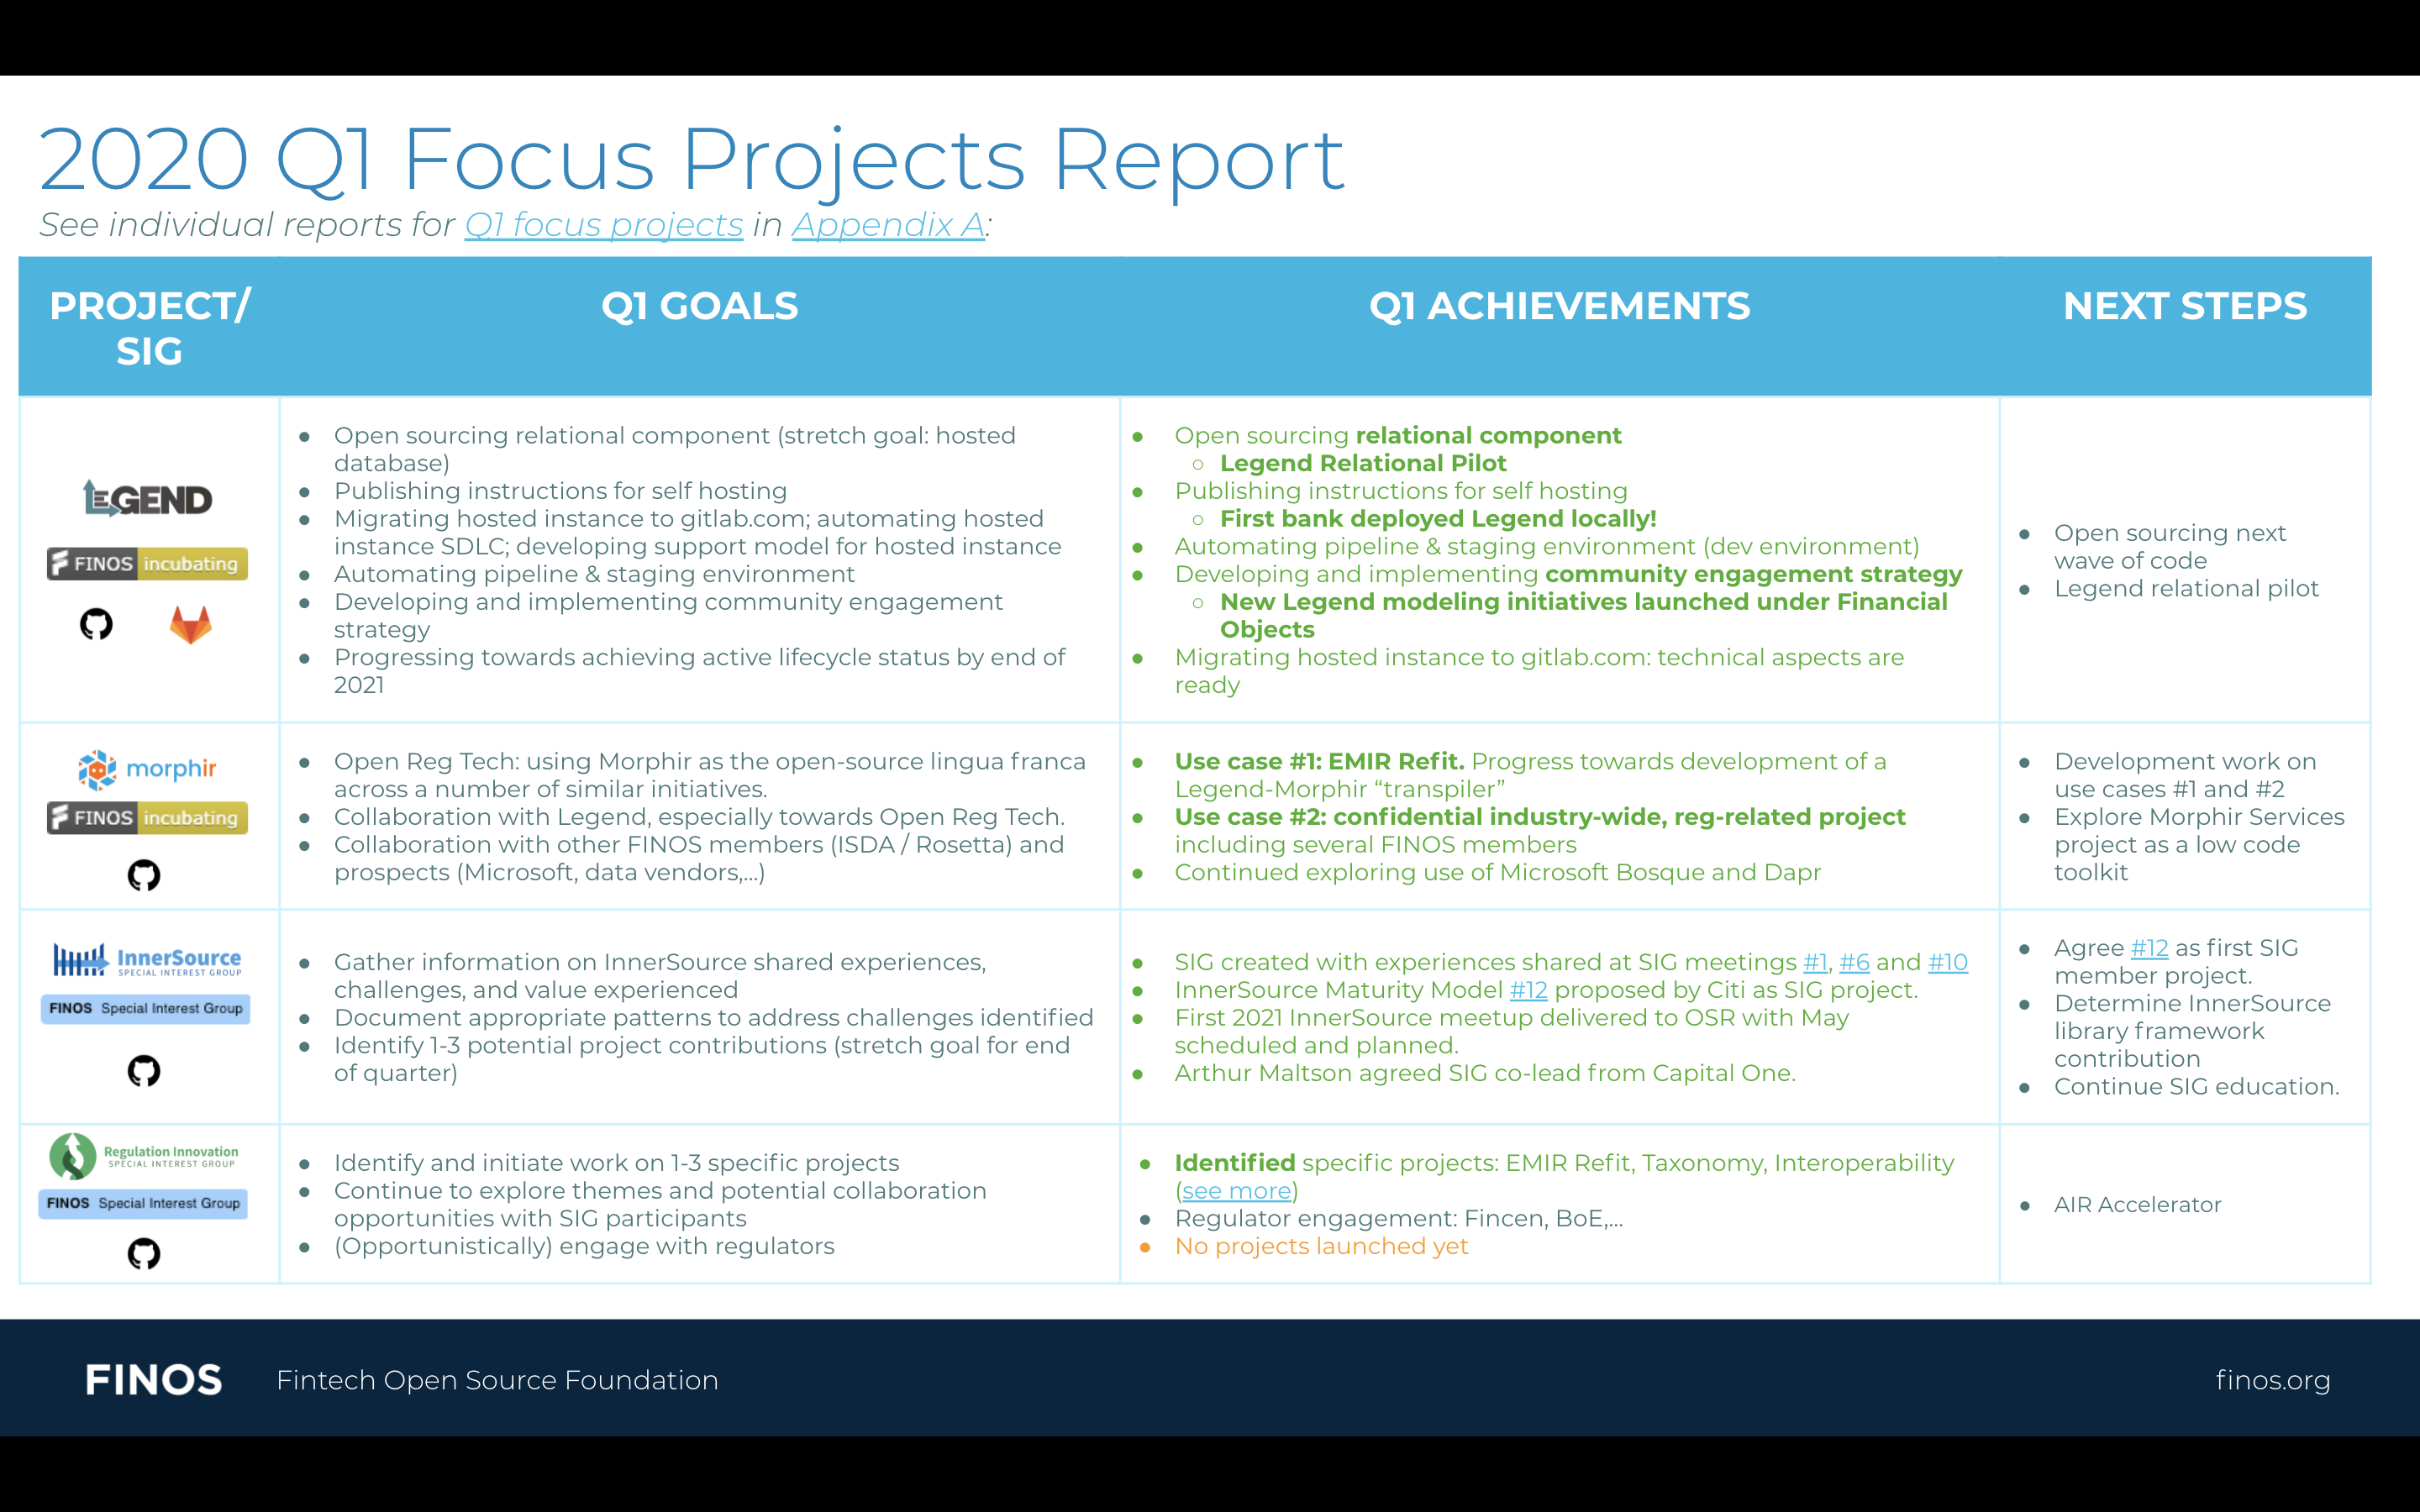 2020 Q1 Focus Projects Report
See individual reports for Q1 focus projects in Appendix A:
PROJECT/
SIG
Q1 GOALS
Q1 ACHIEVEMENTS
NEXT STEPS
LEGEND
FINOS incubating
● Open sourcing relational component (stretch goal: hosted
database)
● Publishing instructions for self hosting
● Migrating hosted instance to gitlab.com; automating hosted
instance SDLC; developing support model for hosted instance
● Automating pipeline & staging environment
● Developing and implementing community engagement
strategy
● Progressing towards achieving active lifecycle status by end of
2021
● Open sourcing relational component
○ Legend Relational Pilot
● Publishing instructions for self hosting
○ First bank deployed Legend locally!
● Automating pipeline & staging environment (dev environment)
● Developing and implementing community engagement strategy
○ New Legend modeling initiatives launched under Financial
Objects
● Migrating hosted instance to gitlab.com: technical aspects are
ready
● Open sourcing next
wave of code
● Legend relational pilot
morphir
FINOS incubating
● Open Reg Tech: using Morphir as the open-source lingua franca
across a number of similar initiatives.
● Collaboration with Legend, especially towards Open Reg Tech.
● Collaboration with other FINOS members (ISDA / Rosetta) and
prospects (Microsoft, data vendors,...)
● Use case #1: EMIR Refit. Progress towards development of a
Legend-Morphir “transpiler”
● Use case #2: confidential industry-wide, reg-related project
including several FINOS members
● Continued exploring use of Microsoft Bosque and Dapr
● Development work on
use cases #1 and #2
● Explore Morphir Services
project as a low code
toolkit
InnerSource
SPECIAL INTEREST GROUP
FINOS Special Interest Group
● Gather information on InnerSource shared experiences,
challenges, and value experienced
● Document appropriate patterns to address challenges identified
● Identify 1-3 potential project contributions (stretch goal for end
of quarter)
● SIG created with experiences shared at SIG meetings #1, #6 and #10
● InnerSource Maturity Model #12 proposed by Citi as SIG project.
● First 2021 InnerSource meetup delivered to OSR with May
scheduled and planned.
● Arthur Maltson agreed SIG co-lead from Capital One.
● Agree #12 as first SIG
member project.
● Determine InnerSource
library framework
contribution
● Continue SIG education.
Regulation Innovation
SPECIAL INTEREST GROUP
FINOS Special Interest Group
● Identify and initiate work on 1-3 specific projects
● Continue to explore themes and potential collaboration
opportunities with SIG participants
● (Opportunistically) engage with regulators
● Identified specific projects: EMIR Refit, Taxonomy, Interoperability
(see more)
● Regulator engagement: Fincen, BoE,...
● No projects launched yet
● AIR Accelerator
FINOS
Fintech Open Source Foundation
finos.org